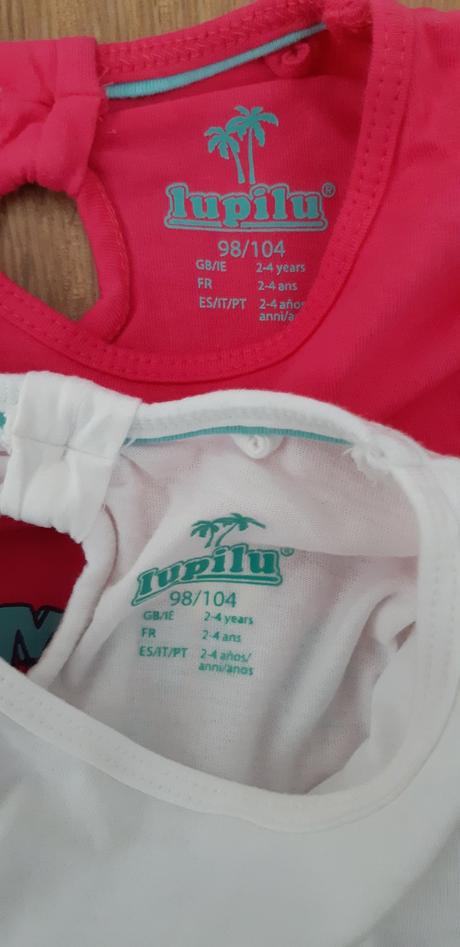 lupilu®
98/104
GB/IE 2-4 years
FR 2-4 ans
ES/IT/PT 2-4 años
anni/a
lupilu®
98/104
GB/IE 2-4 years
FR 2-4 ans
ES/IT/PT 2-4 años/
anni/anos
M